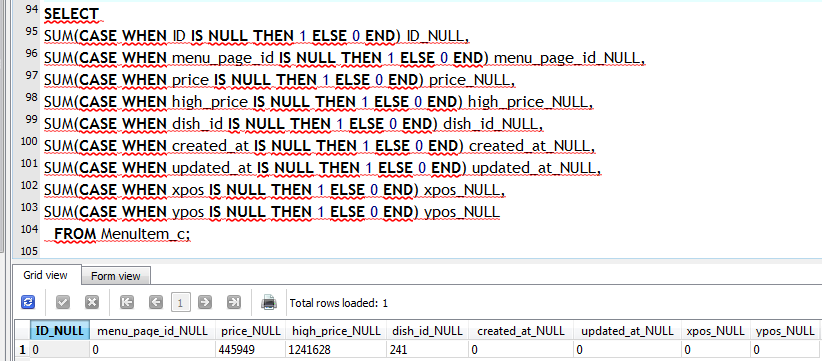 94 SELECT
95 SUM(CASE WHEN ID IS NULL THEN 1 ELSE 0 END) ID_NULL,
96 SUM(CASE WHEN menu_page_id IS NULL THEN 1 ELSE 0 END) menu_page_id_NULL,
97 SUM(CASE WHEN price IS NULL THEN 1 ELSE 0 END) price_NULL,
98 SUM(CASE WHEN high_price IS NULL THEN 1 ELSE 0 END) high_price_NULL,
99 SUM(CASE WHEN dish_id IS NULL THEN 1 ELSE 0 END) dish_id_NULL,
100 SUM(CASE WHEN created_at IS NULL THEN 1 ELSE 0 END) created_at_NULL,
101 SUM(CASE WHEN updated_at IS NULL THEN 1 ELSE 0 END) updated_at_NULL,
102 SUM(CASE WHEN xpos IS NULL THEN 1 ELSE 0 END) xpos_NULL,
103 SUM(CASE WHEN ypos IS NULL THEN 1 ELSE 0 END) ypos_NULL
104 FROM MenuItem_c;
105
Grid view Form view
1 Total rows loaded: 1
ID_NULL menu_page_id_NULL price_NULL high_price_NULL dish_id_NULL created_at_NULL updated_at_NULL xpos_NULL ypos_NULL
1 0 0 445949 1241628 241 0 0 0 0